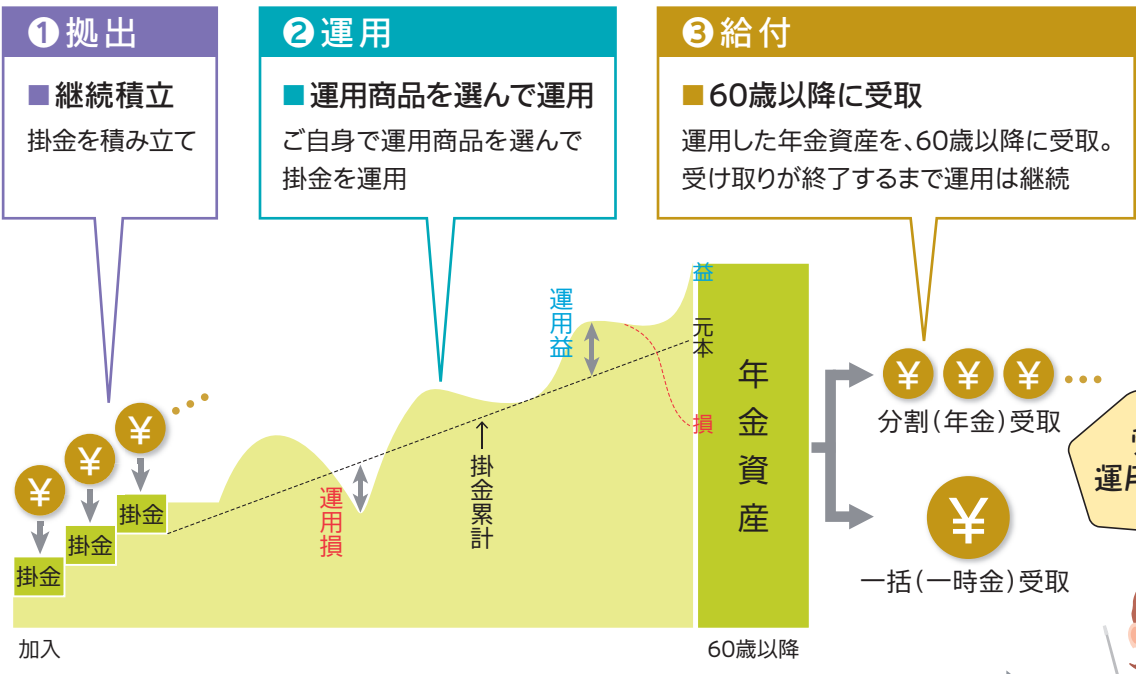 ❶拠出
■継続積立
掛金を積み立て
❷運用
■運用商品を選んで運用
ご自身で運用商品を選んで
掛金を運用
❸給付
■60歳以降に受取
運用した年金資産を、60歳以降に受取。
受け取りが終了するまで運用は継続
¥
¥
¥
掛金
掛金
掛金
運用損
掛金累計
運用益
益
元本
損
年金資産
¥ ¥ ¥
分割(年金)受取
¥
一括(一時金)受取
加入
60歳以降